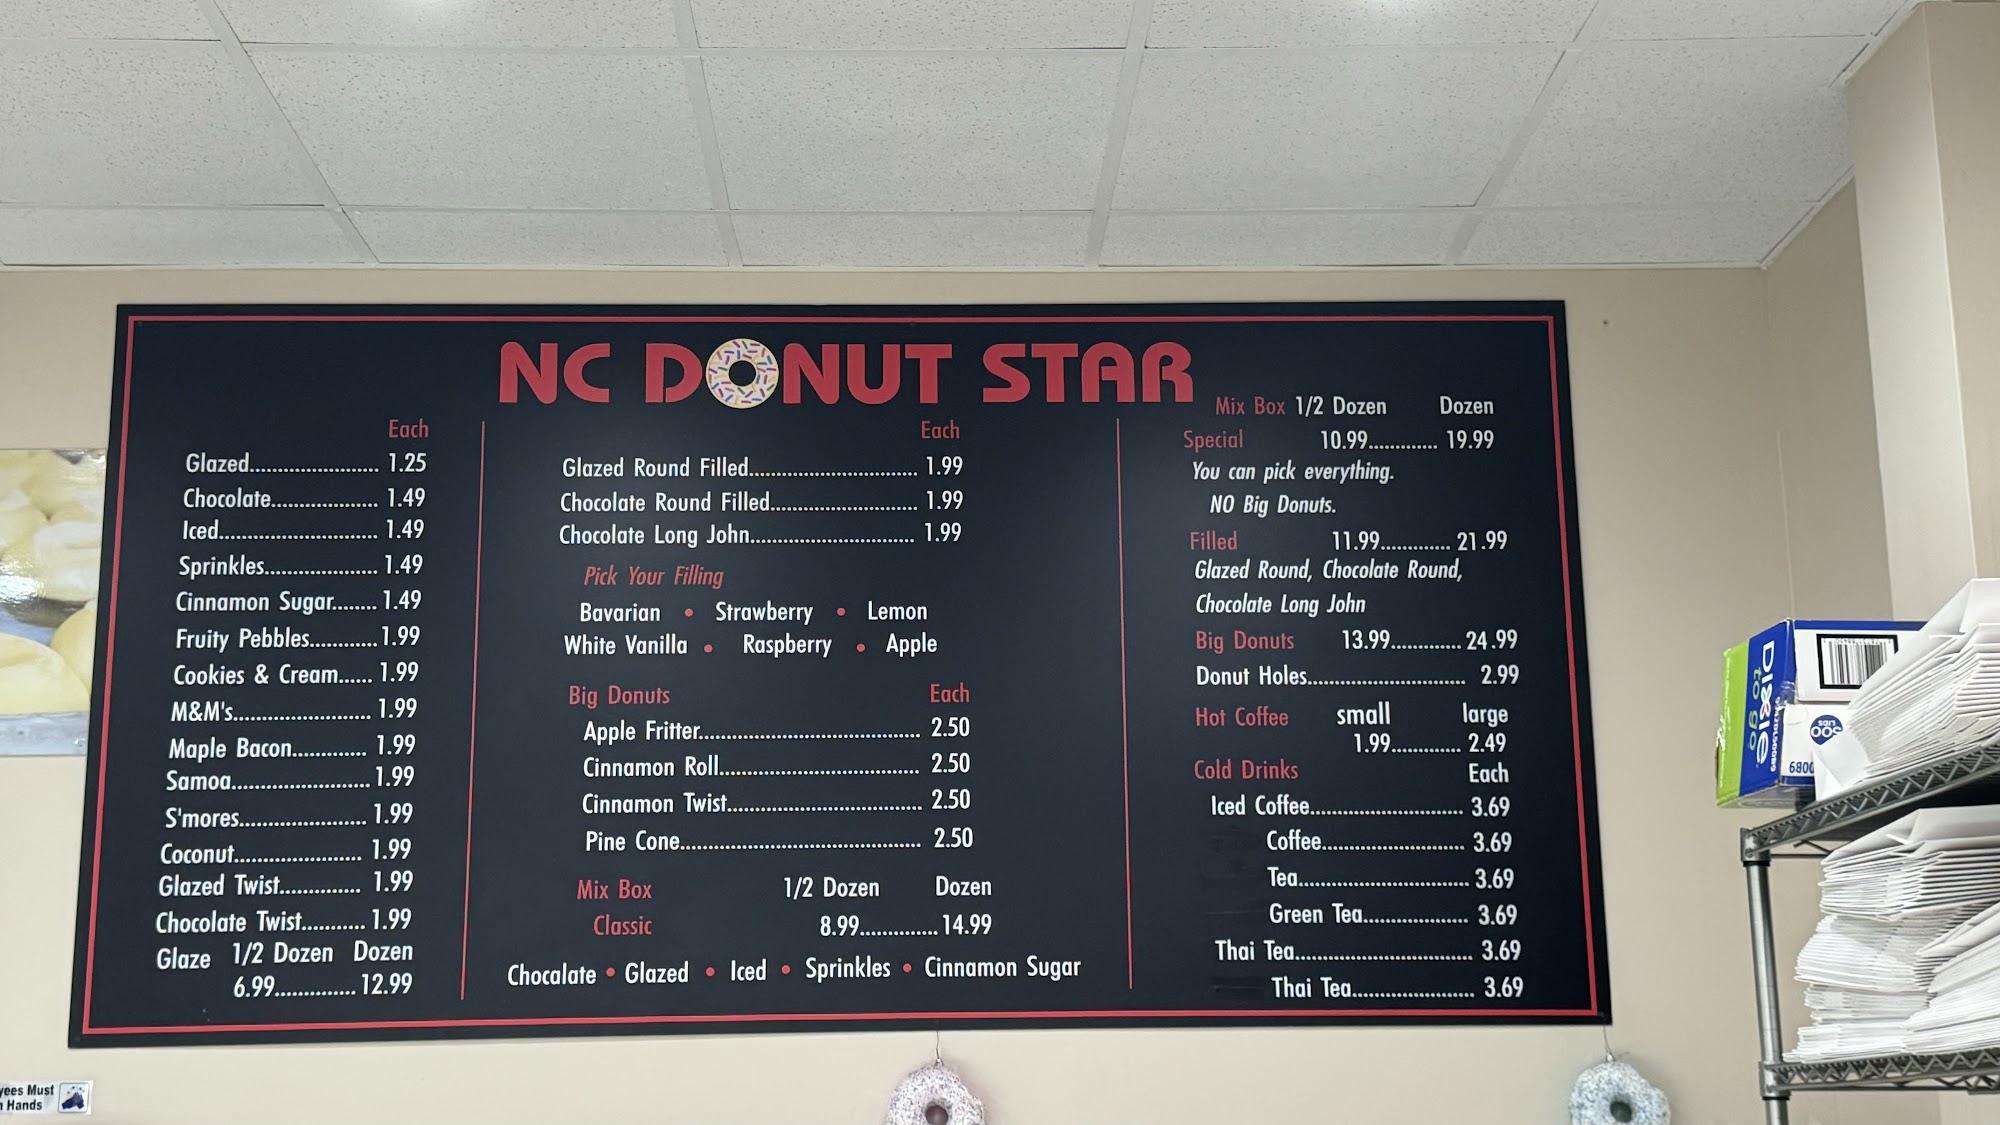 NC DONUT STAR
Each
Glazed.......................... 1.25
Chocolate...................... 1.49
Iced................................ 1.49
Sprinkles....................... 1.49
Cinnamon Sugar......... 1.49
Fruity Pebbles.............. 1.99
Cookies & Cream...... 1.99
M&M's............................ 1.99
Maple Bacon............... 1.99
Samoa............................ 1.99
S'mores.......................... 1.99
Coconut.......................... 1.99
Glazed Twist................ 1.99
Chocolate Twist............ 1.99
Glaze 1/2 Dozen Dozen
6.99............... 12.99
Each
Glazed Round Filled.................................. 1.99
Chocolate Round Filled.............................. 1.99
Chocolate Long John................................. 1.99
Pick Your Filling
Bavarian • Strawberry • Lemon
White Vanilla • Raspberry • Apple
Big Donuts Each
Apple Fritter............................................. 2.50
Cinnamon Roll......................................... 2.50
Cinnamon Twist........................................ 2.50
Pine Cone................................................. 2.50
Mix Box 1/2 Dozen Dozen
Classic 8.99.............. 14.99
Chocalate • Glazed • Iced • Sprinkles • Cinnamon Sugar
Mix Box 1/2 Dozen Dozen
Special 10.99............. 19.99
You can pick everything.
NO Big Donuts.
Filled 11.99............. 21.99
Glazed Round, Chocolate Round,
Chocolate Long John
Big Donuts 13.99............. 24.99
Donut Holes............................. 2.99
Hot Coffee small large
1.99............. 2.49
Cold Drinks Each
Iced Coffee............................. 3.69
Coffee........................... 3.69
Tea................................. 3.69
Green Tea.................... 3.69
Thai Tea.................................. 3.69
Thai Tea........................ 3.69
Dixie
to go
500
yees Must
Hands